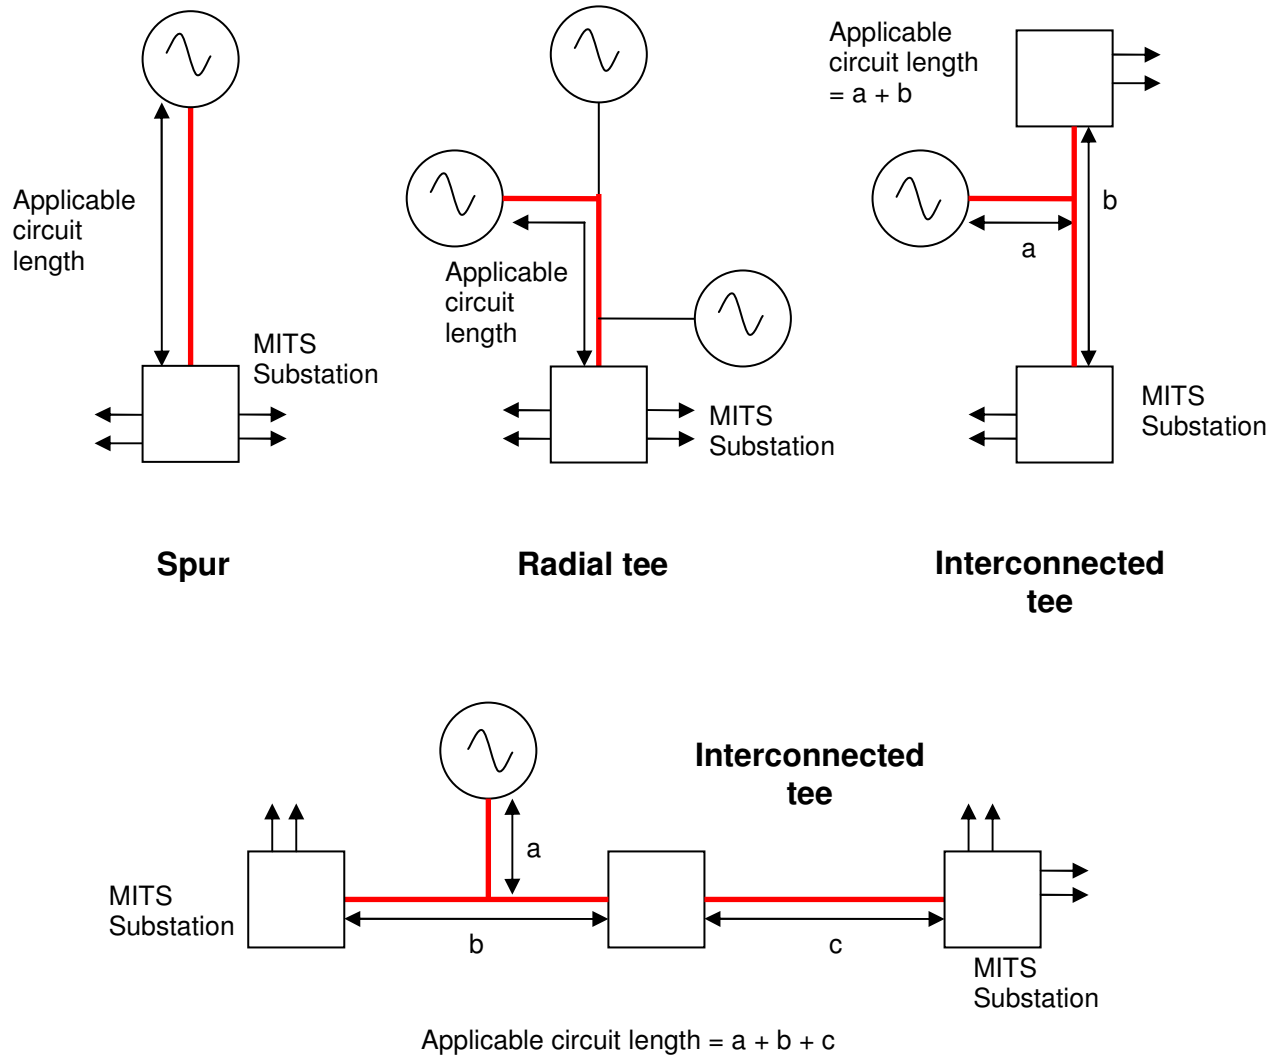 Applicable
circuit
length
MITS
Substation
Spur
Applicable
circuit
length
MITS
Substation
Radial tee
Applicable
circuit length
= a + b
b
a
MITS
Substation
Interconnected
tee
Interconnected
tee
a
MITS
Substation
b
c
MITS
Substation
Applicable circuit length = a + b + c